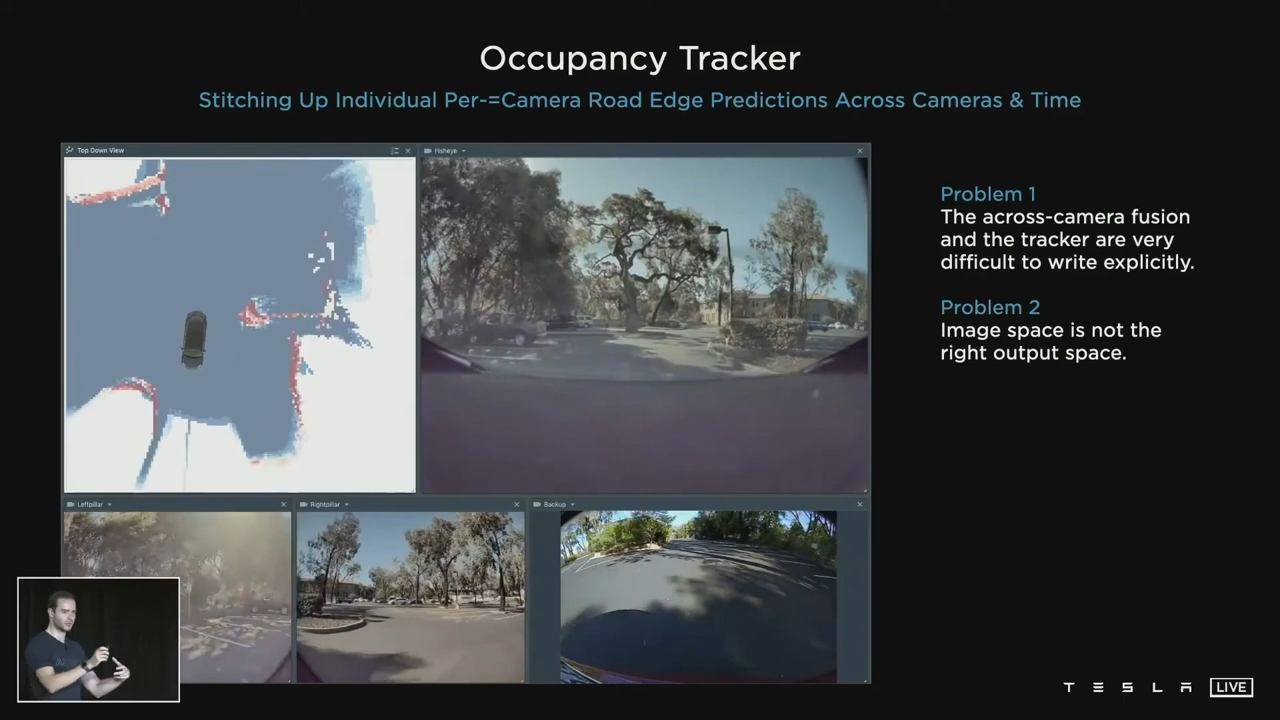 Occupancy Tracker
Stitching Up Individual Per-=Camera Road Edge Predictions Across Cameras & Time
Top Down View
Fisheye
Problem 1
The across-camera fusion
and the tracker are very
difficult to write explicitly.
Problem 2
Image space is not the
right output space.
Leftpillar
Rightpillar
Backup
TESLA LIVE